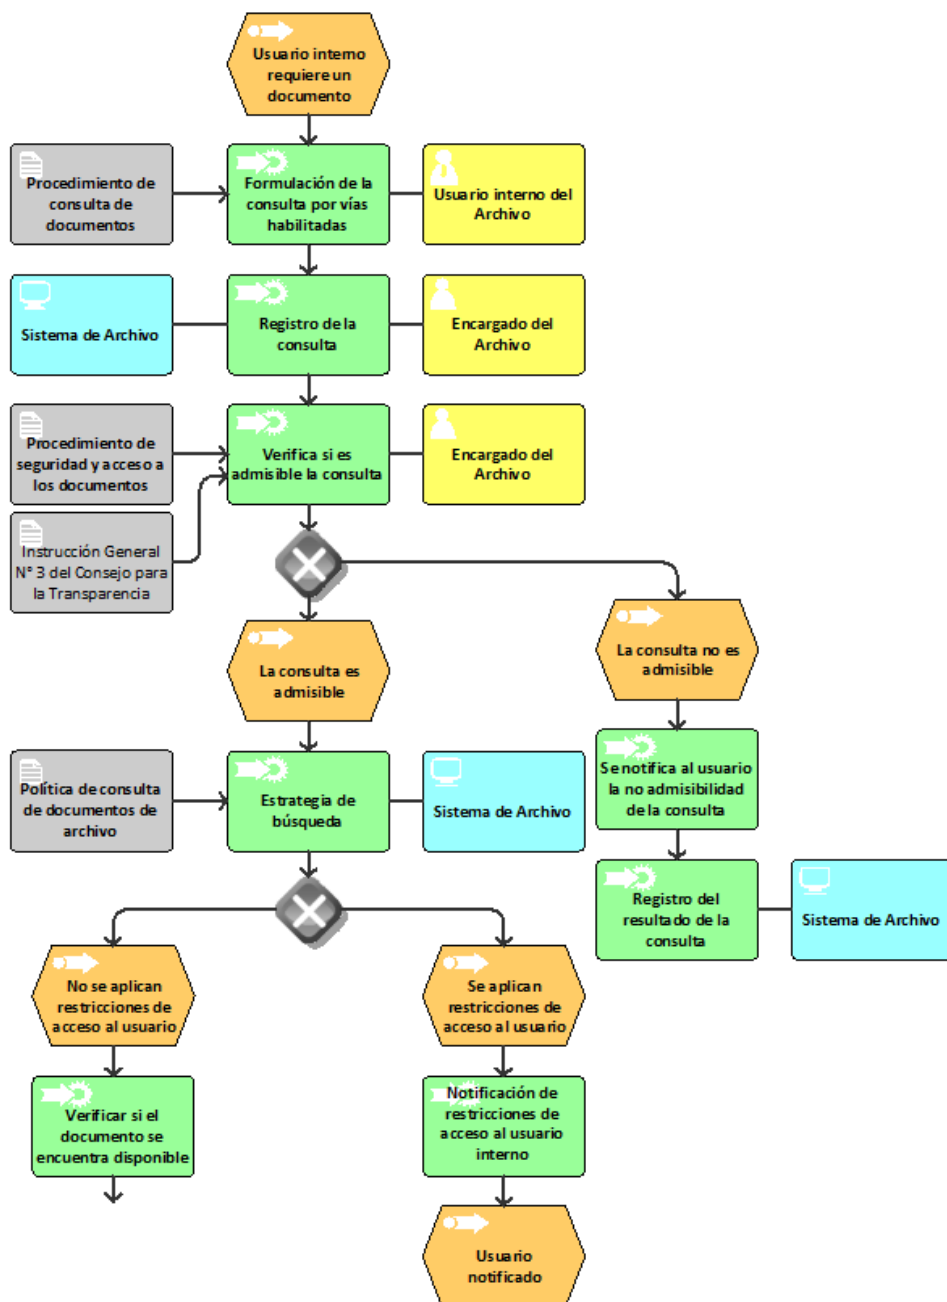 Usuario interno
requiere un
documento
Procedimiento de
consulta de
documentos
Formulación de la
consulta por vías
habilitadas
Usuario interno del
Archivo
Sistema de Archivo
Registro de la
consulta
Encargado del
Archivo
Procedimiento de
seguridad y acceso a
los documentos
Verifica si es
admisible la consulta
Encargado del
Archivo
Instrucción General
N° 3 del Consejo para
la Transparencia
La consulta es
admisible
La consulta no es
admisible
Política de consulta
de documentos de
archivo
Estrategia de
búsqueda
Sistema de Archivo
Se notifica al usuario
la no admisibilidad
de la consulta
Registro del
resultado de la
consulta
Sistema de Archivo
No se aplican
restricciones de
acceso al usuario
Se aplican
restricciones de
acceso al usuario
Verificar si el
documento se
encuentra disponible
Notificación de
restricciones de
acceso al usuario
interno
Usuario
notificado